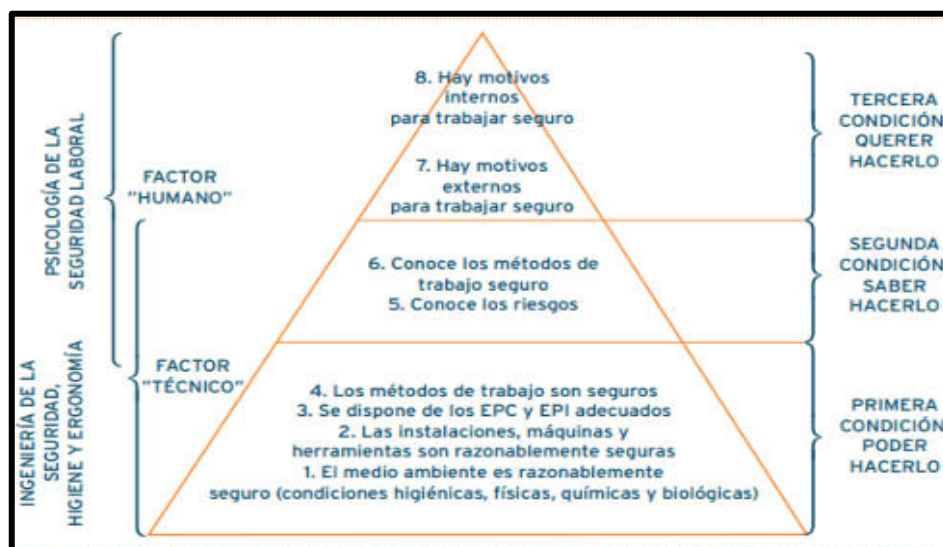 PSICOLOGÍA DE LA
SEGURIDAD LABORAL
INGENIERÍA DE LA
SEGURIDAD,
HIGIENE Y ERGONOMÍA
FACTOR
"HUMANO"
FACTOR
"TÉCNICO"
8. Hay motivos
internos
para trabajar seguro
7. Hay motivos
externos
para trabajar seguro
6. Conoce los métodos de
trabajo seguro
5. Conoce los riesgos
4. Los métodos de trabajo son seguros
3. Se dispone de los EPC y EPI adecuados
2. Las instalaciones, máquinas y
herramientas son razonablemente seguras
1. El medio ambiente es razonablemente
seguro (condiciones higiénicas, físicas, químicas y biológicas)
TERCERA
CONDICIÓN:
QUERER
HACERLO
SEGUNDA
CONDICIÓN:
SABER
HACERLO
PRIMERA
CONDICIÓN:
PODER
HACERLO